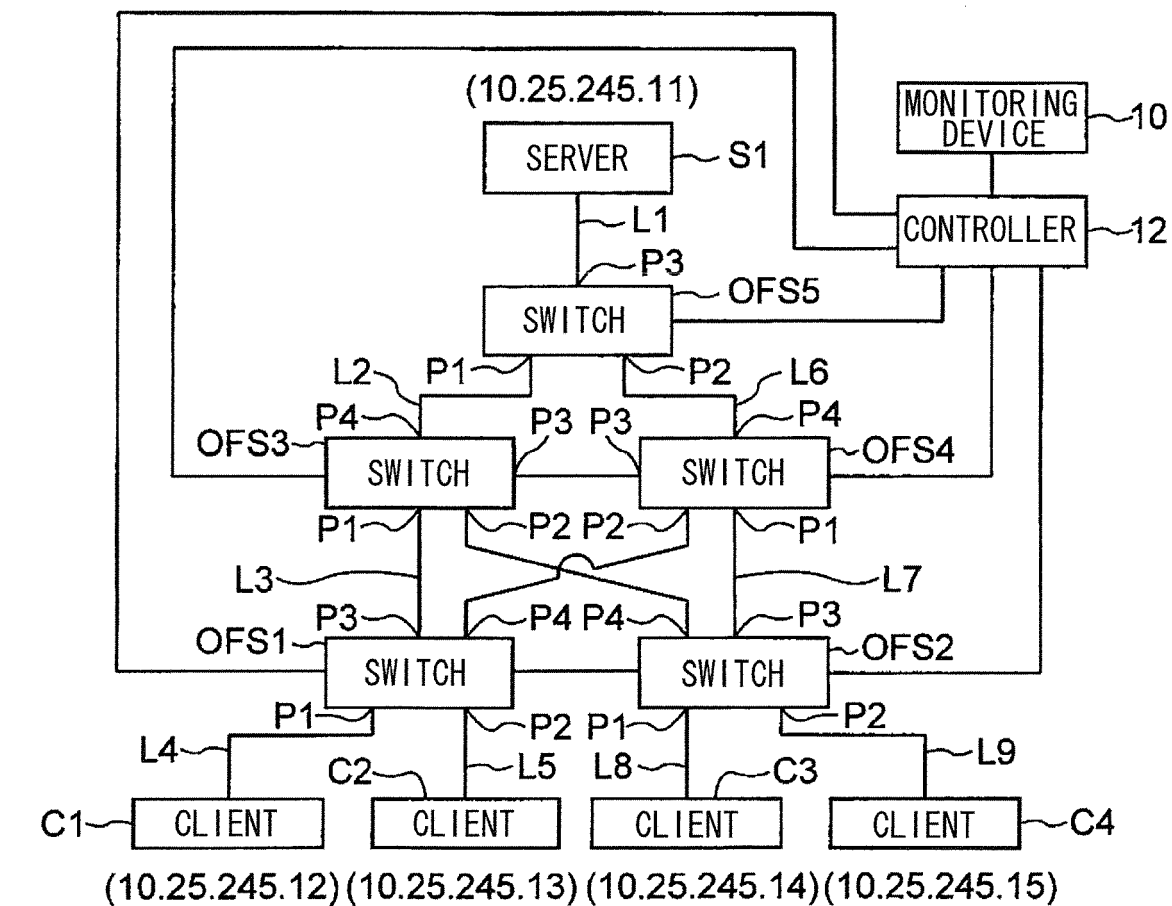 (10.25.245.11)
MONITORING
DEVICE
10
SERVER
S1
L1
CONTROLLER
12
P3
OFS5
SWITCH
P1
P2
L2
L6
P4
P4
OFS3
P3
P3
OFS4
SWITCH
SWITCH
P1
P2
P2
P1
L3
L7
P3
P4
P4
P3
OFS1
OFS2
SWITCH
SWITCH
P1
P2
P1
P2
L4
L5
L8
L9
C2
C3
C1
CLIENT
CLIENT
CLIENT
CLIENT
C4
(10.25.245.12)
(10.25.245.13)
(10.25.245.14)
(10.25.245.15)